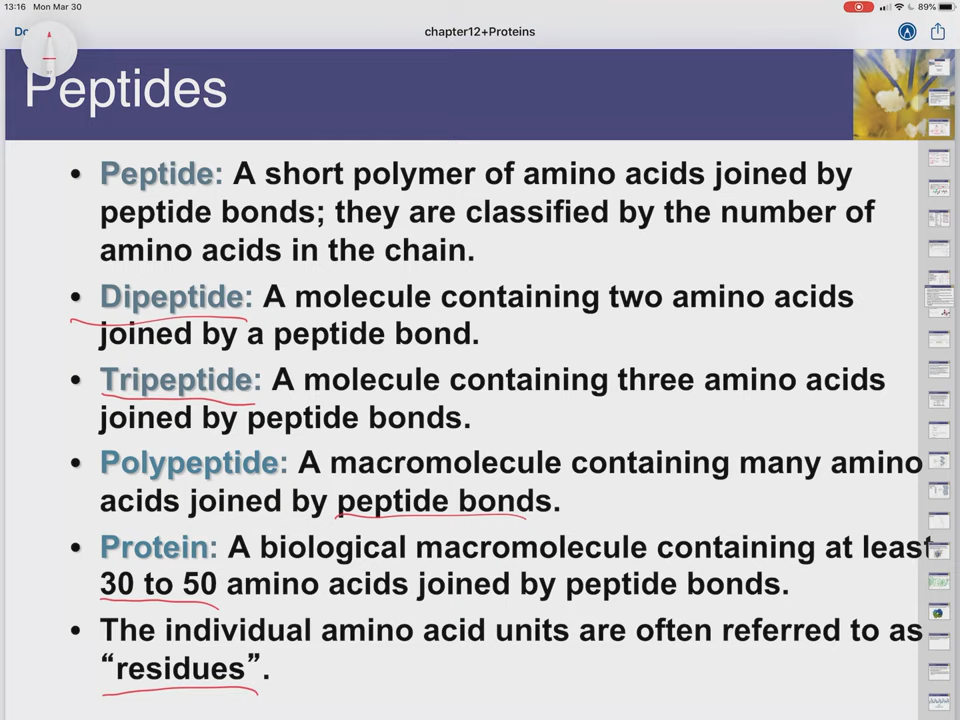 13:16 Mon Mar 30
89%
chapter12+Proteins
Peptides
• Peptide: A short polymer of amino acids joined by
peptide bonds; they are classified by the number of
amino acids in the chain.
• Dipeptide: A molecule containing two amino acids
joined by a peptide bond.
• Tripeptide: A molecule containing three amino acids
joined by peptide bonds.
• Polypeptide: A macromolecule containing many amino
acids joined by peptide bonds.
• Protein: A biological macromolecule containing at least
30 to 50 amino acids joined by peptide bonds.
• The individual amino acid units are often referred to as
“residues”.